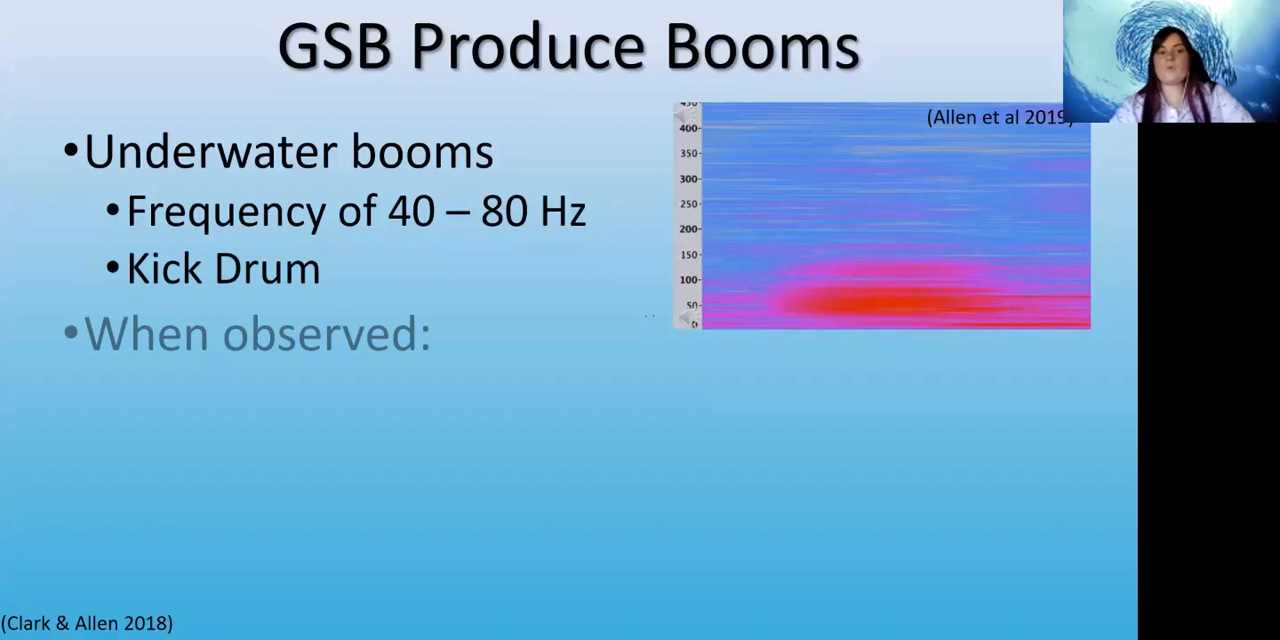 GSB Produce Booms
•Underwater booms
•Frequency of 40 – 80 Hz
•Kick Drum
•When observed:
(Allen et al 2019)
450
400
350
300
250
200
150
100
50
0
(Clark & Allen 2018)